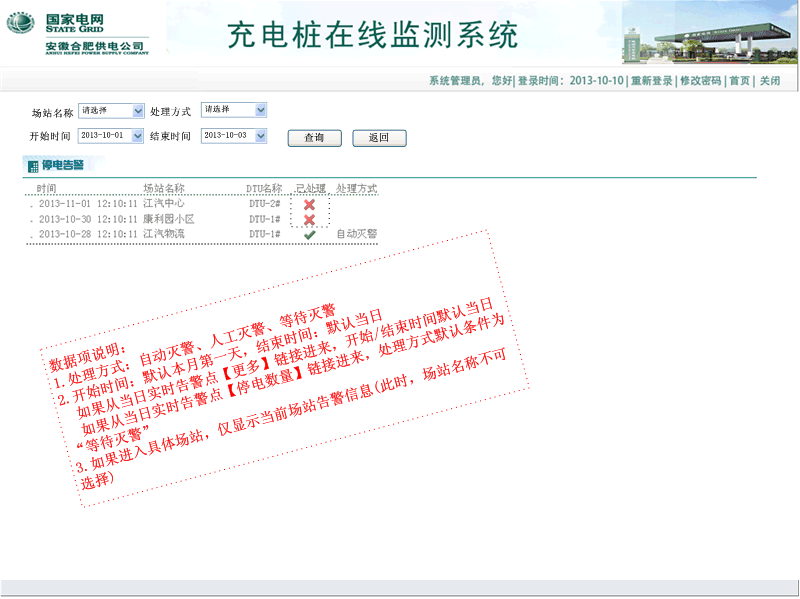 国家电网
STATE GRID
安徽合肥供电公司
ANHUI HEFEI POWER SUPPLY COMPANY
充电桩在线监测系统
系统管理员，您好| 登录时间：2013-10-10 | 重新登录 | 修改密码 | 首页 | 关闭
场站名称 请选择 处理方式 请选择
开始时间 2013-10-01 结束时间 2013-10-03 查询 返回
停电告警
时间 场站名称 DTU名称 已处理 处理方式
. 2013-11-01 12:10:11 江汽中心 DTU-2#
. 2013-10-30 12:10:11 康利园小区 DTU-1#
. 2013-10-28 12:10:11 江汽物流 DTU-1# 自动灭警
数据项说明：
1.处理方式：自动灭警、人工灭警、等待灭警
2.开始时间：默认本月第一天，结束时间：默认当日
如果从当日实时告警点【更多】链接进来，开始/结束时间默认当日
如果从当日实时告警点【停电数量】链接进来，处理方式默认条件为
“等待灭警”
3.如果进入具体场站，仅显示当前场站告警信息(此时，场站名称不可
选择)